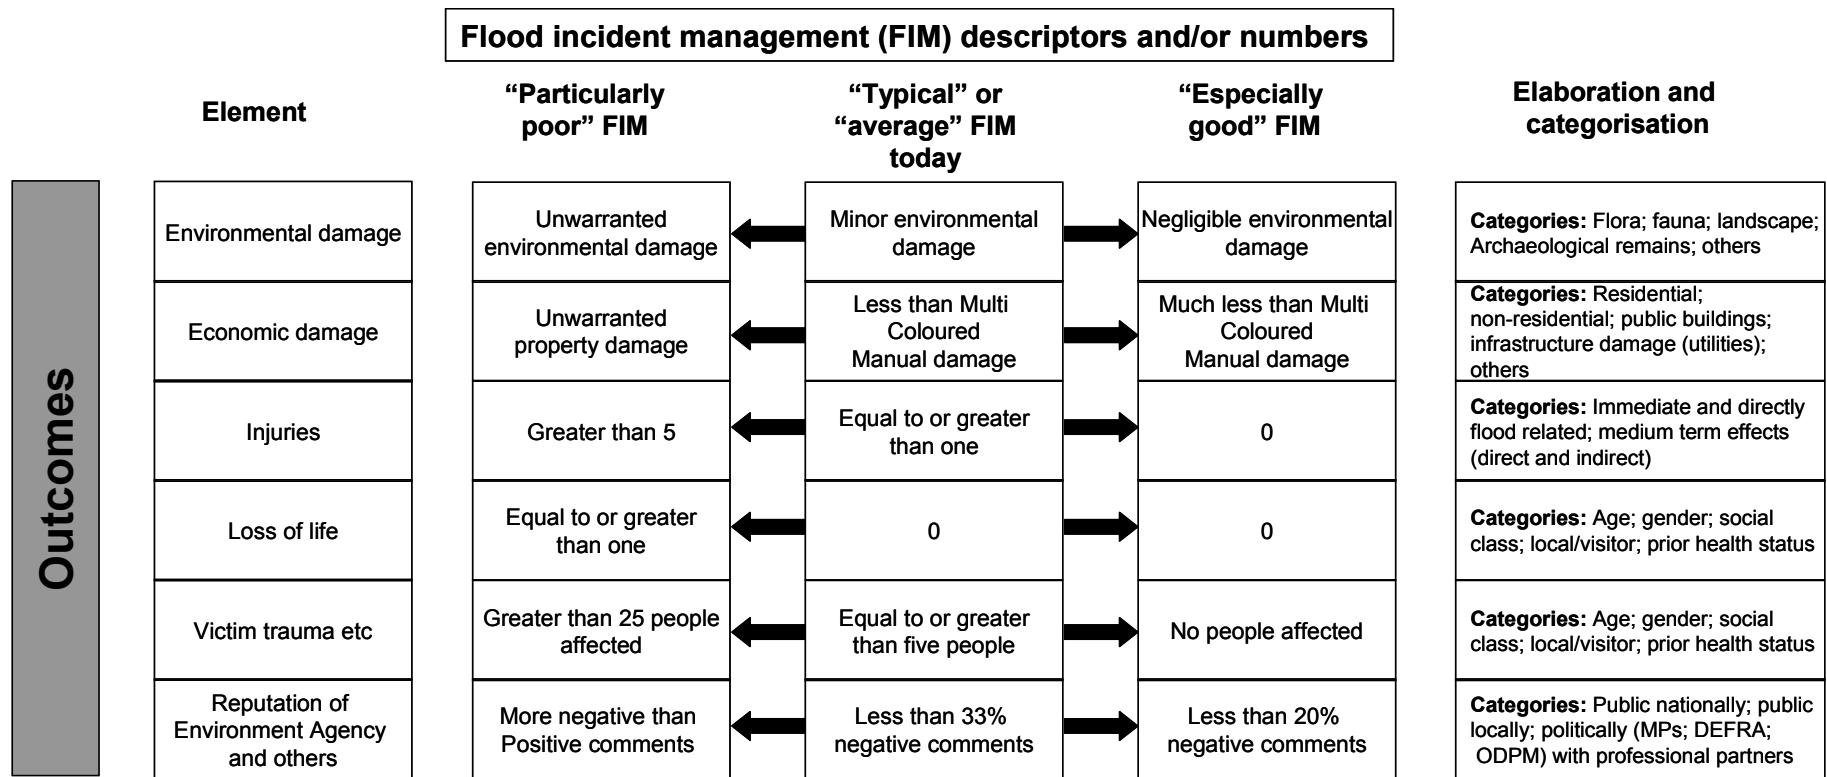 Flood incident management (FIM) descriptors and/or numbers
Element
“Particularly
poor” FIM
“Typical” or
“average” FIM
today
“Especially
good” FIM
Elaboration and
categorisation
Outcomes
Environmental damage
Unwarranted
environmental damage
Minor environmental
damage
Negligible environmental
damage
Categories: Flora; fauna; landscape;
Archaeological remains; others
Economic damage
Unwarranted
property damage
Less than Multi
Coloured
Manual damage
Much less than Multi
Coloured
Manual damage
Categories: Residential;
non-residential; public buildings;
infrastructure damage (utilities);
others
Injuries
Greater than 5
Equal to or greater
than one
0
Categories: Immediate and directly
flood related; medium term effects
(direct and indirect)
Loss of life
Equal to or greater
than one
0
0
Categories: Age; gender; social
class; local/visitor; prior health status
Victim trauma etc
Greater than 25 people
affected
Equal to or greater
than five people
No people affected
Categories: Age; gender; social
class; local/visitor; prior health status
Reputation of
Environment Agency
and others
More negative than
Positive comments
Less than 33%
negative comments
Less than 20%
negative comments
Categories: Public nationally; public
locally; politically (MPs; DEFRA;
ODPM) with professional partners